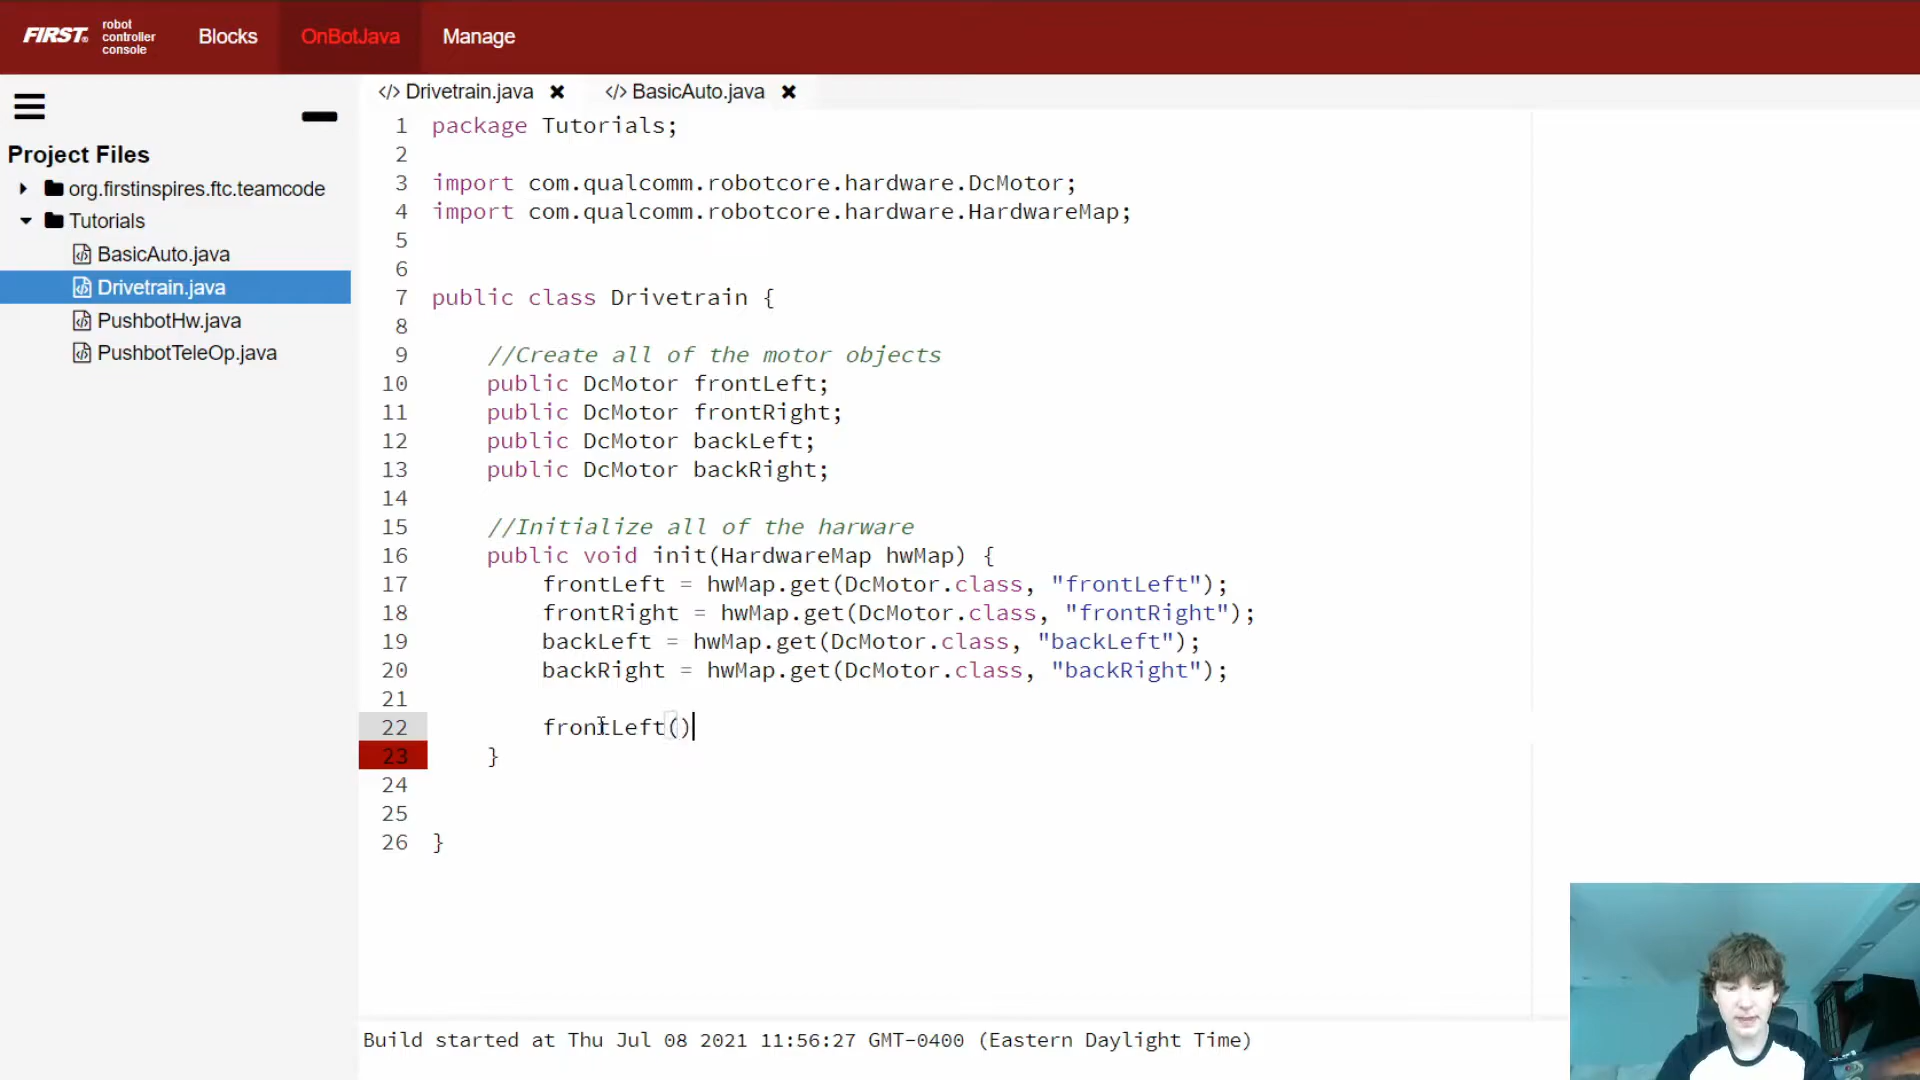 FIRST® robot controller console Blocks OnBotJava Manage
</> Drivetrain.java ✖ </> BasicAuto.java ✖
Project Files
org.firstinspires.ftc.teamcode
Tutorials
BasicAuto.java
Drivetrain.java
PushbotHw.java
PushbotTeleOp.java
1 package Tutorials;
2
3 import com.qualcomm.robotcore.hardware.DcMotor;
4 import com.qualcomm.robotcore.hardware.HardwareMap;
5
6
7 public class Drivetrain {
8
9 //Create all of the motor objects
10 public DcMotor frontLeft;
11 public DcMotor frontRight;
12 public DcMotor backLeft;
13 public DcMotor backRight;
14
15 //Initialize all of the harware
16 public void init(HardwareMap hwMap) {
17 frontLeft = hwMap.get(DcMotor.class, "frontLeft");
18 frontRight = hwMap.get(DcMotor.class, "frontRight");
19 backLeft = hwMap.get(DcMotor.class, "backLeft");
20 backRight = hwMap.get(DcMotor.class, "backRight");
21
22 frontLeft()
23 }
24
25
26 }
Build started at Thu Jul 08 2021 11:56:27 GMT-0400 (Eastern Daylight Time)